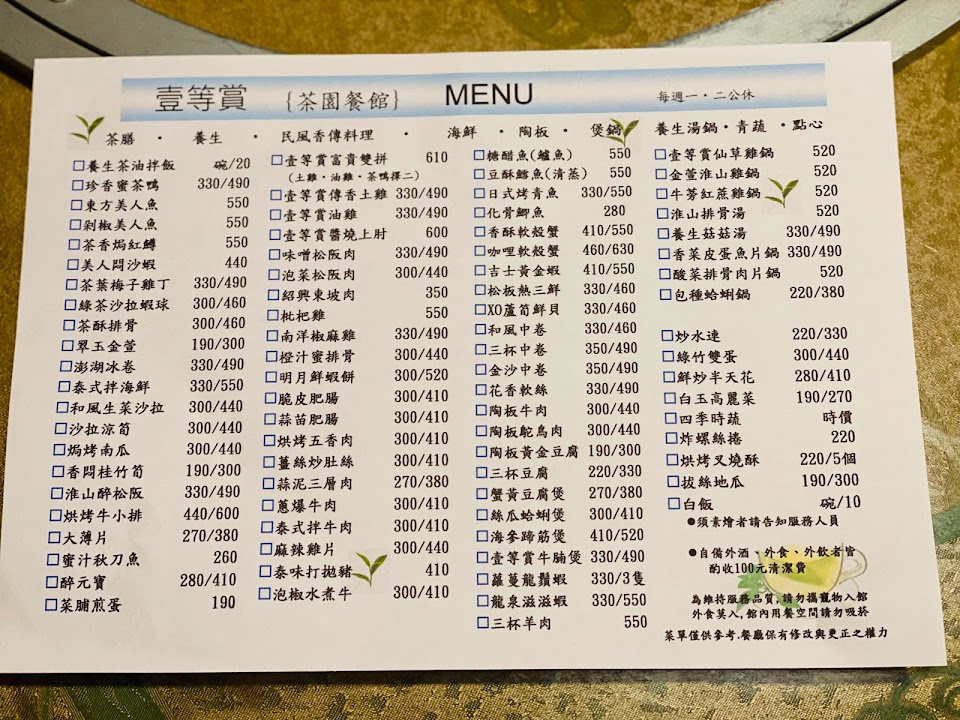 壹等賞 {茶園餐館} MENU 每週一・二公休
茶膳・養生・民風香傳料理・海鮮・陶板・煲鍋
養生湯鍋・青蔬・點心
□養生茶油拌飯 碗/20
□珍香蜜茶鴨 330/490
□東方美人魚 550
□剁椒美人魚 550
□茶香焗紅鱒 550
□美人悶沙蝦 440
□茶葉梅子雞丁 330/490
□綠茶沙拉蝦球 300/460
□茶酥排骨 300/460
□翠玉金萱 190/300
□澎湖冰卷 330/490
□泰式拌海鮮 330/550
□和風生菜沙拉 300/440
□沙拉涼筍 300/440
□焗烤南瓜 300/440
□香悶桂竹筍 190/300
□淮山醉松阪 330/490
□烘烤牛小排 440/600
□大薄片 270/380
□蜜汁秋刀魚 260
□醉元寶 280/410
□菜脯煎蛋 190
□壹等賞富貴雙拼 610
(土雞・油雞・茶鴨擇二)
□壹等賞傳香土雞 330/490
□壹等賞油雞 330/490
□壹等賞醬燒上肘 600
□味噌松阪肉 330/490
□泡菜松阪肉 300/440
□紹興東坡肉 350
□枇杷雞 550
□南洋椒麻雞 330/490
□橙汁蜜排骨 300/440
□明月鮮蝦餅 300/520
□脆皮肥腸 300/410
□蒜苗肥腸 300/410
□烘烤五香肉 300/410
□薑絲炒肚絲 300/410
□蒜泥三層肉 270/380
□蔥爆牛肉 300/410
□泰式拌牛肉 300/410
□麻辣雞片 300/440
□泰味打拋豬 410
□泡椒水煮牛 300/410
□糖醋魚(鱸魚) 550
□豆酥鱈魚(清蒸) 550
□日式烤青魚 330/550
□化骨鯽魚 280
□香酥軟殼蟹 410/550
□咖哩軟殼蟹 460/630
□吉士黃金蝦 410/550
□松板熱三鮮 330/460
□XO蘆筍鮮貝 330/460
□和風中卷 330/460
□三杯中卷 350/490
□金沙中卷 350/490
□花香軟絲 330/490
□陶板牛肉 300/440
□陶板鴕鳥肉 300/440
□陶板黃金豆腐 190/300
□三杯豆腐 220/330
□蟹黃豆腐煲 270/380
□絲瓜蛤蜊煲 300/410
□海參蹄筋煲 410/520
□壹等賞牛腩煲 330/490
□蘿蔓龍鬚蝦 330/3隻
□龍泉滋滋蝦 330/550
□三杯羊肉 550
□壹等賞仙草雞鍋 520
□金萱淮山雞鍋 520
□牛蒡紅蔗雞鍋 520
□淮山排骨湯 520
□養生菇菇湯 330/490
□香菜皮蛋魚片鍋 330/490
□酸菜排骨肉片鍋 520
□包種蛤蜊鍋 220/380
□炒水連 220/330
□綠竹雙蛋 300/440
□鮮炒半天花 280/410
□白玉高麗菜 190/270
□四季時蔬 時價
□炸螺絲捲 220
□烘烤叉燒酥 220/5個
□拔絲地瓜 190/300
□白飯 碗/10
●須素燴者請告知服務人員
●自備外酒、外食、外飲者皆
酌收100元清潔費
為維持服務品質,請勿攜寵物入館
外食莫入,館內用餐空間請勿吸菸
菜單僅供參考.餐廳保有修改與更正之權力